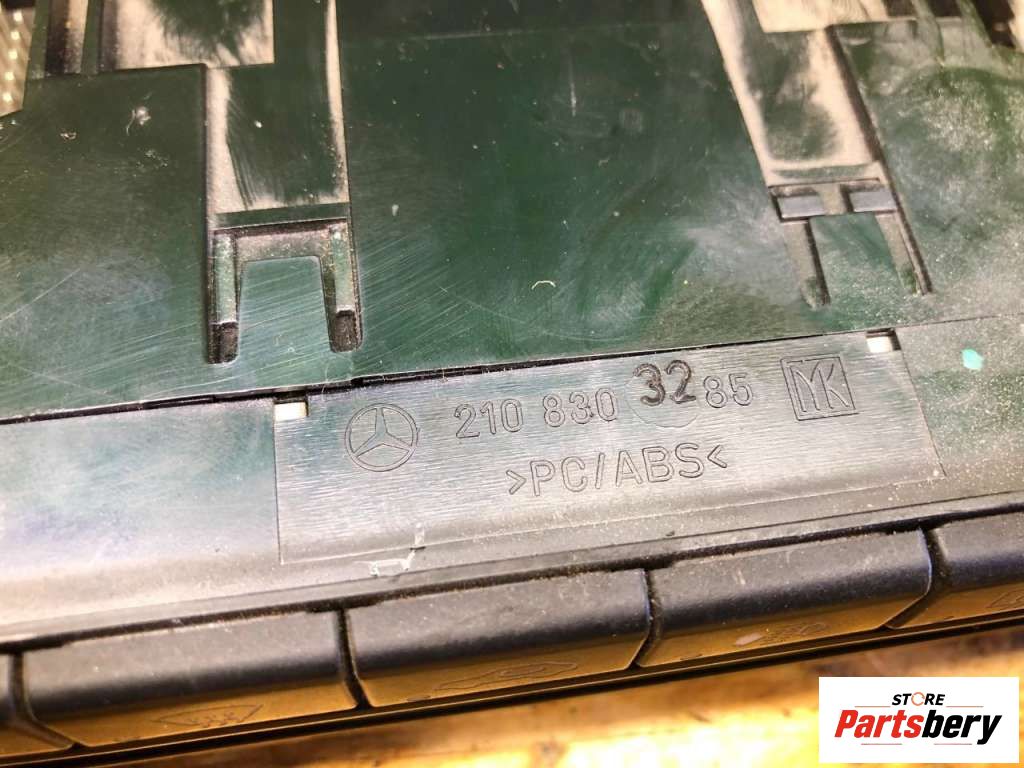 210 830 32 85
>PC/ABS<
STORE
Partsbery